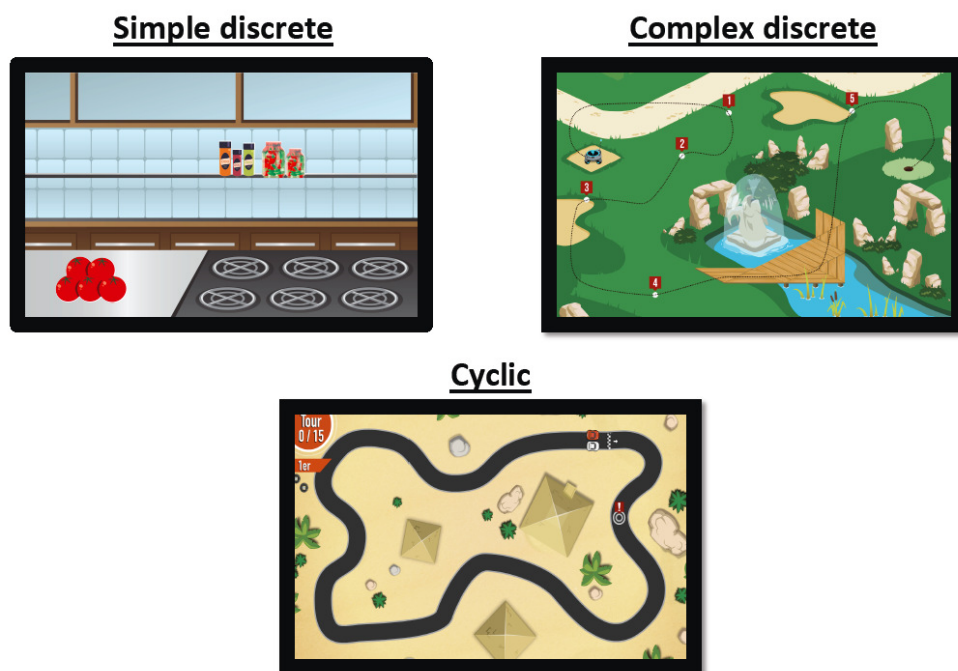 Simple discrete
Complex discrete
1
5
2
3
4
Cyclic
Tour
0 / 15
1er
!